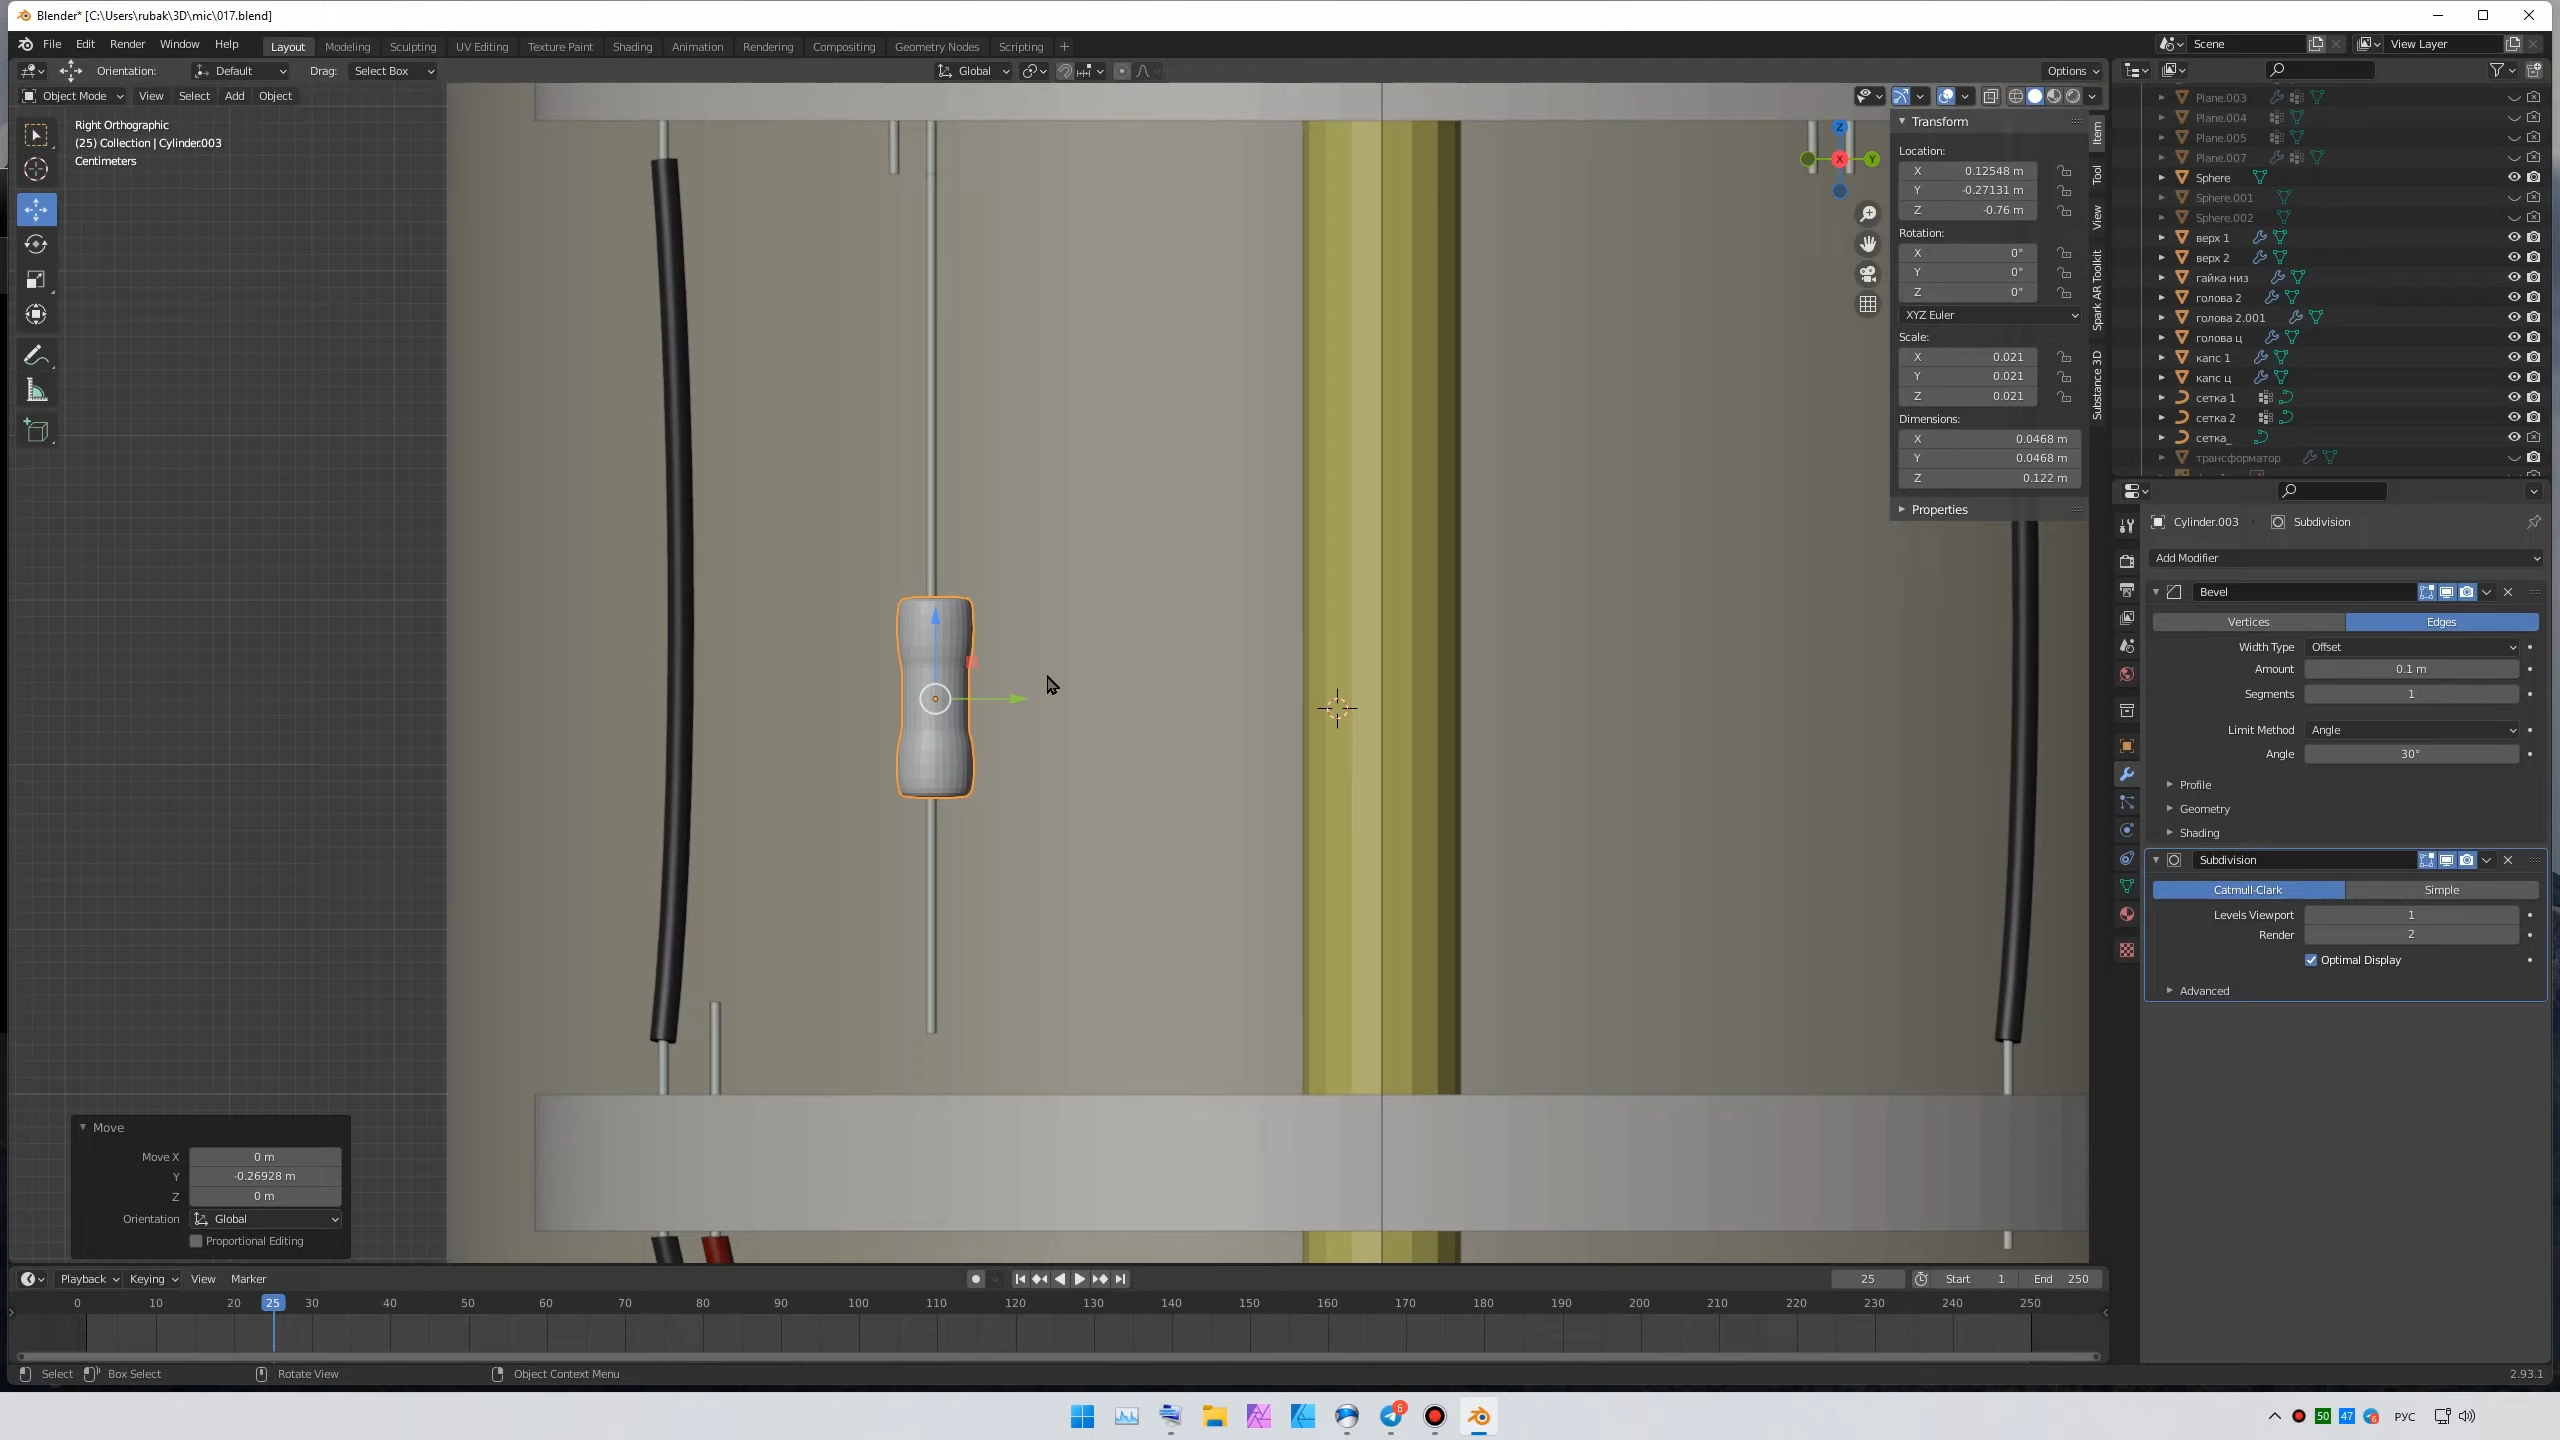 Blender* [C:\Users\rubak\3D\mic\017.blend]
File Edit Render Window Help Layout Modeling Sculpting UV Editing Texture Paint Shading Animation Rendering Compositing Geometry Nodes Scripting + Scene View Layer
Orientation: Default Drag: Select Box Global Options
Object Mode View Select Add Object
Right Orthographic
(25) Collection | Cylinder.003
Centimeters
Z
X
Y
Transform
Location:
X 0.12548 m
Y -0.27131 m
Z -0.76 m
Rotation:
X 0°
Y 0°
Z 0°
XYZ Euler
Scale:
X 0.021
Y 0.021
Z 0.021
Dimensions:
X 0.0468 m
Y 0.0468 m
Z 0.122 m
Properties
Item
Tool
View
Spark AR Toolkit
Substance 3D
Plane.003
Plane.004
Plane.005
Plane.007
Sphere
Sphere.001
Sphere.002
верх 1
верх 2
гайка низ
голова 2
голова 2.001
голова ц
капс 1
капс ц
сетка 1
сетка 2
сетка_
трансформатор
Cylinder.003 Subdivision
Add Modifier
Bevel
Vertices Edges
Width Type Offset
Amount 0.1 m
Segments 1
Limit Method Angle
Angle 30°
Profile
Geometry
Shading
Subdivision
Catmull-Clark Simple
Levels Viewport 1
Render 2
Optimal Display
Advanced
Move
Move X 0 m
Y -0.26928 m
Z 0 m
Orientation Global
Proportional Editing
Playback Keying View Marker 25 Start 1 End 250
0 10 20 25 30 40 50 60 70 80 90 100 110 120 130 140 150 160 170 180 190 200 210 220 230 240 250
Select Box Select Rotate View Object Context Menu 2.93.1
6 50 47 6 РУС